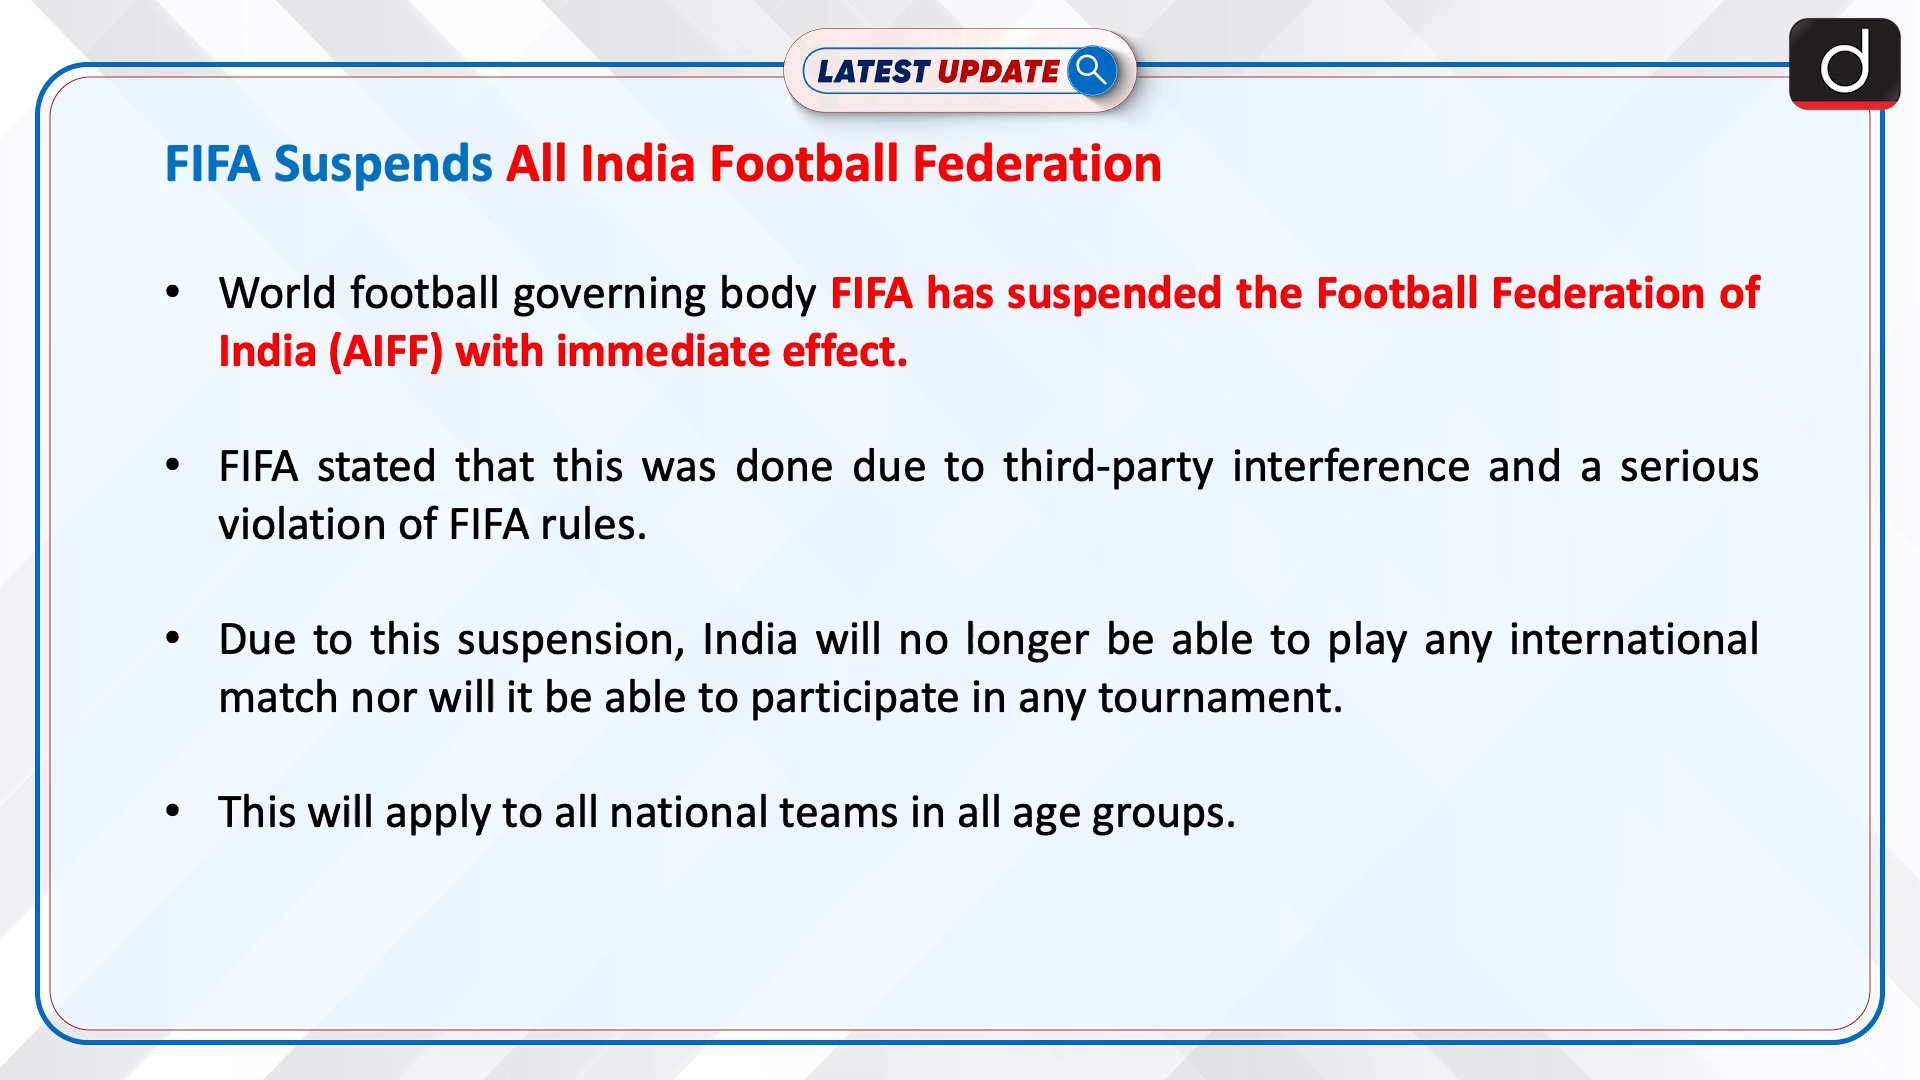 LATEST UPDATE
d
FIFA Suspends All India Football Federation
• World football governing body FIFA has suspended the Football Federation of
India (AIFF) with immediate effect.
• FIFA stated that this was done due to third-party interference and a serious
violation of FIFA rules.
• Due to this suspension, India will no longer be able to play any international
match nor will it be able to participate in any tournament.
• This will apply to all national teams in all age groups.